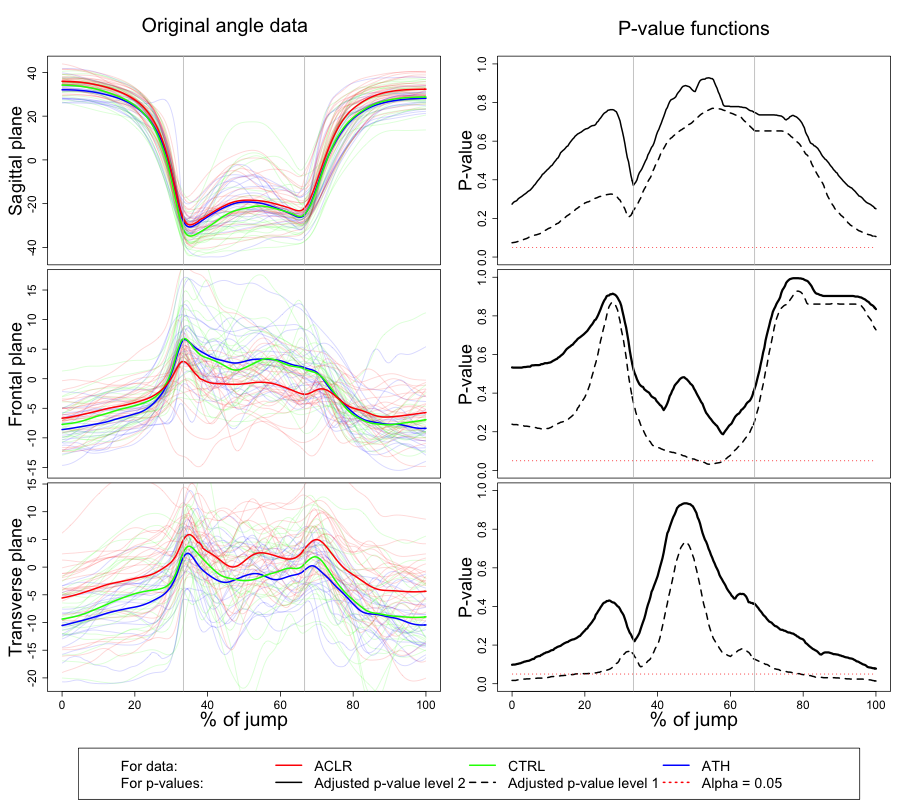 Original angle data
P-value functions
Sagittal plane
40
20
0
20
40
P-value
1.0
0.8
0.6
0.4
0.2
0.0
Frontal plane
15
10
5
0
-5
-10
-15
P-value
1.0
0.8
0.6
0.4
0.2
0.0
Transverse plane
15
10
5
0
-5
-10
-15
-20
P-value
1.0
0.8
0.6
0.4
0.2
0.0
0 20 40 60 80 100
0 20 40 60 80 100
% of jump
% of jump
For data: ACLR CTRL ATH
For p-values: Adjusted p-value level 2 Adjusted p-value level 1 Alpha = 0.05